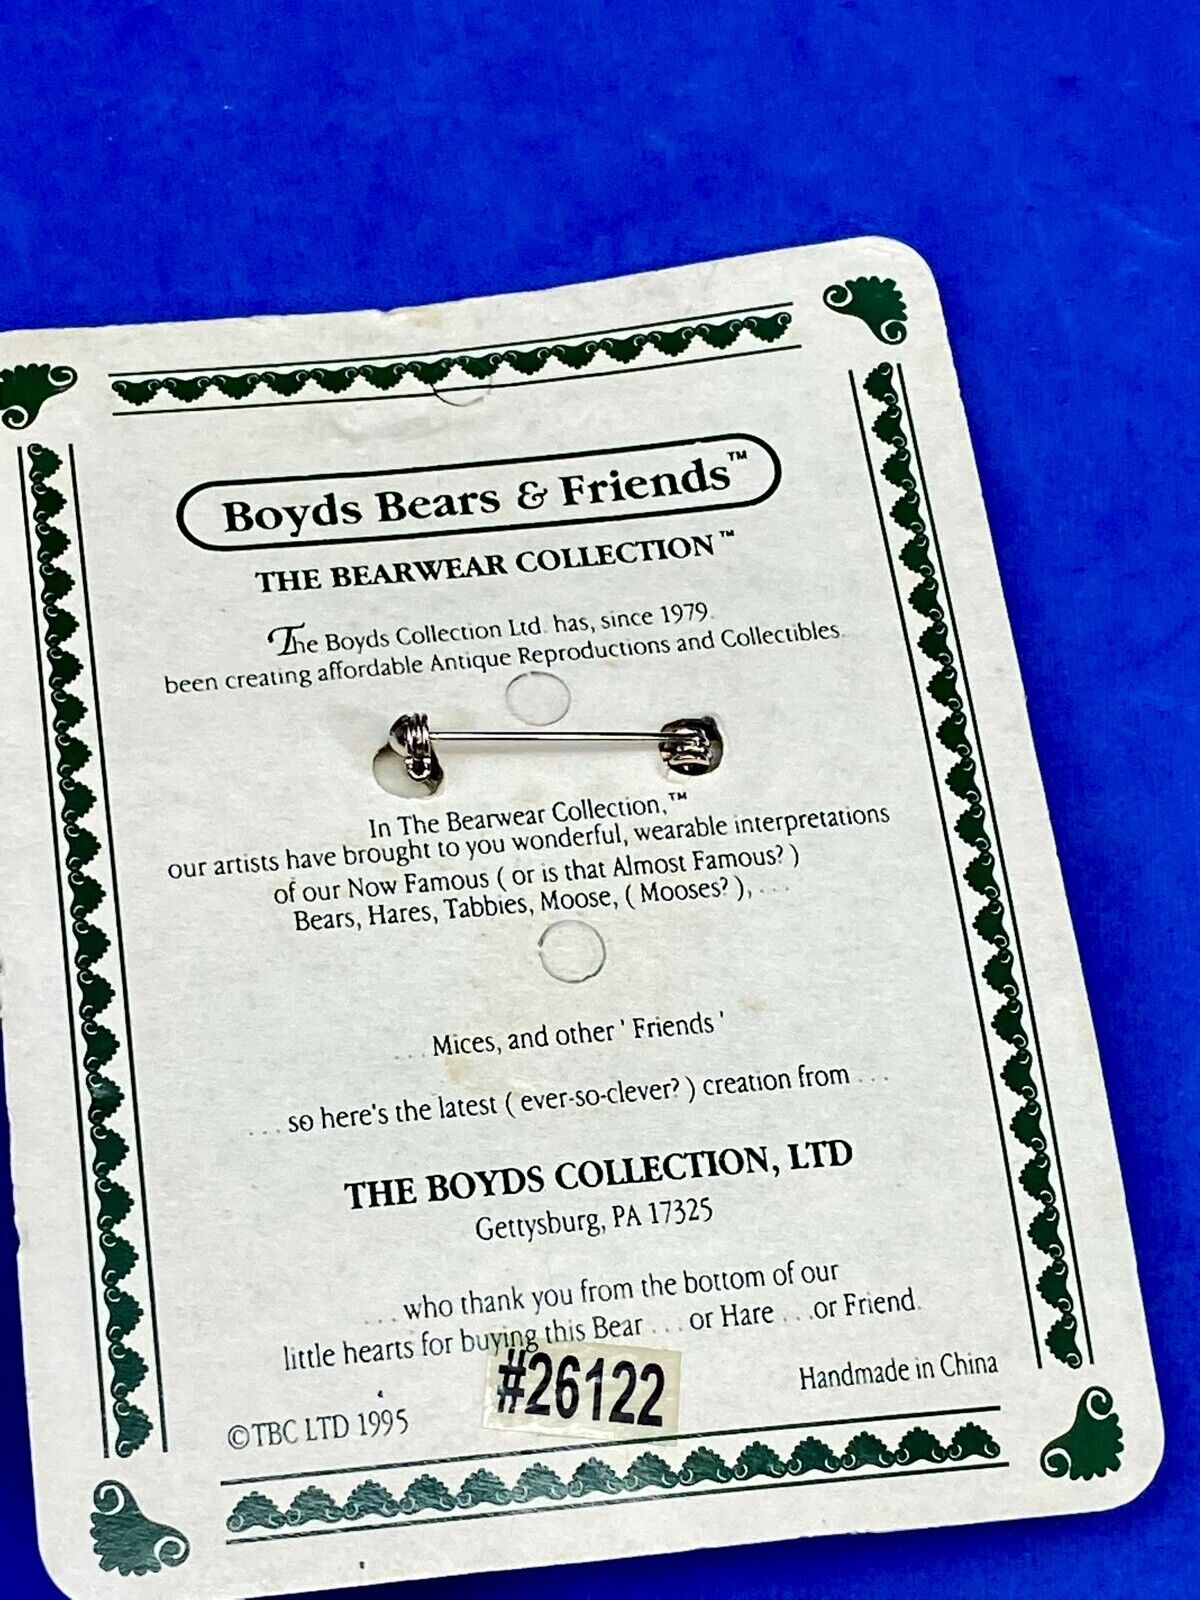 Boyds Bears & Friends™
THE BEARWEAR COLLECTION™
The Boyds Collection Ltd. has, since 1979.
been creating affordable Antique Reproductions and Collectibles.
In The Bearwear Collection,™
our artists have brought to you wonderful, wearable interpretations
of our Now Famous ( or is that Almost Famous? )
Bears, Hares, Tabbies, Moose, ( Mooses? ), . . .
. . . Mices, and other ' Friends '
. . . so here's the latest ( ever-so-clever? ) creation from . . .
THE BOYDS COLLECTION, LTD
Gettysburg, PA 17325
. . . who thank you from the bottom of our
little hearts for buying this Bear . . . or Hare . . . or Friend.
#26122
Handmade in China
©TBC LTD 1995